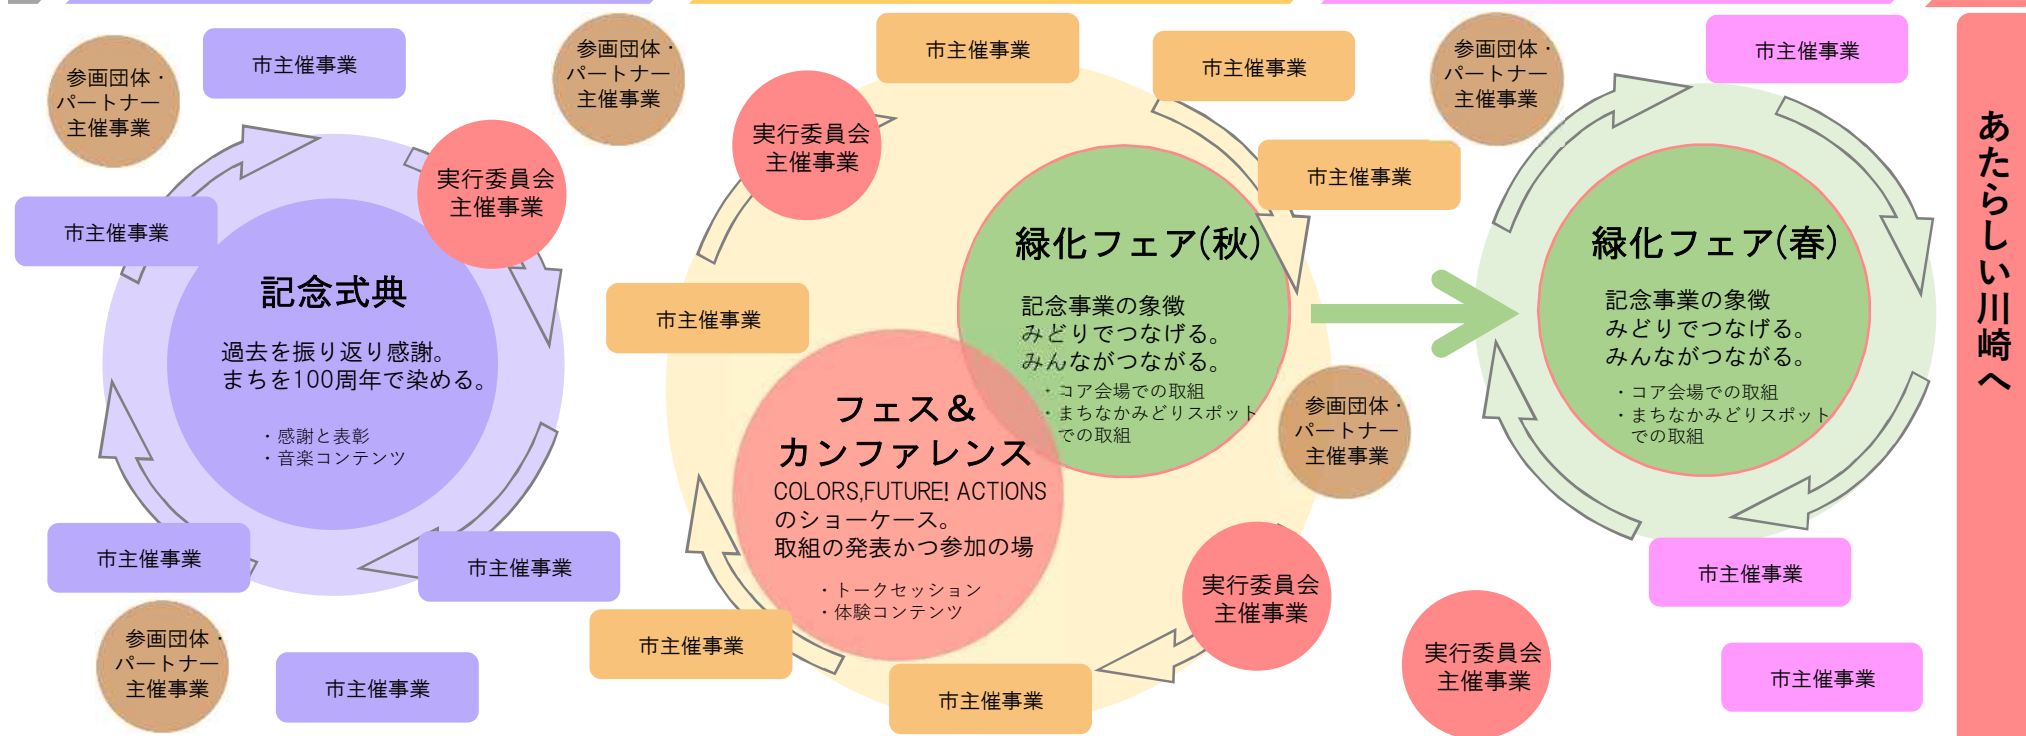 参画団体・
パートナー
主催事業
市主催事業
市主催事業
実行委員会
主催事業
記念式典
過去を振り返り感謝。
まちを100周年で染める。
・感謝と表彰
・音楽コンテンツ
市主催事業
市主催事業
参画団体・
パートナー
主催事業
市主催事業
参画団体・
パートナー
主催事業
市主催事業
市主催事業
実行委員会
主催事業
市主催事業
市主催事業
緑化フェア(秋)
記念事業の象徴
みどりでつなげる。
みんながつながる。
・コア会場での取組
・まちなかみどりスポット
での取組
フェス＆
カンファレンス
COLORS,FUTURE! ACTIONS
のショーケース。
取組の発表かつ参加の場
・トークセッション
・体験コンテンツ
参画団体・
パートナー
主催事業
実行委員会
主催事業
市主催事業
市主催事業
参画団体・
パートナー
主催事業
市主催事業
緑化フェア(春)
記念事業の象徴
みどりでつなげる。
みんながつながる。
・コア会場での取組
・まちなかみどりスポット
での取組
市主催事業
実行委員会
主催事業
市主催事業
あたらしい川崎へ